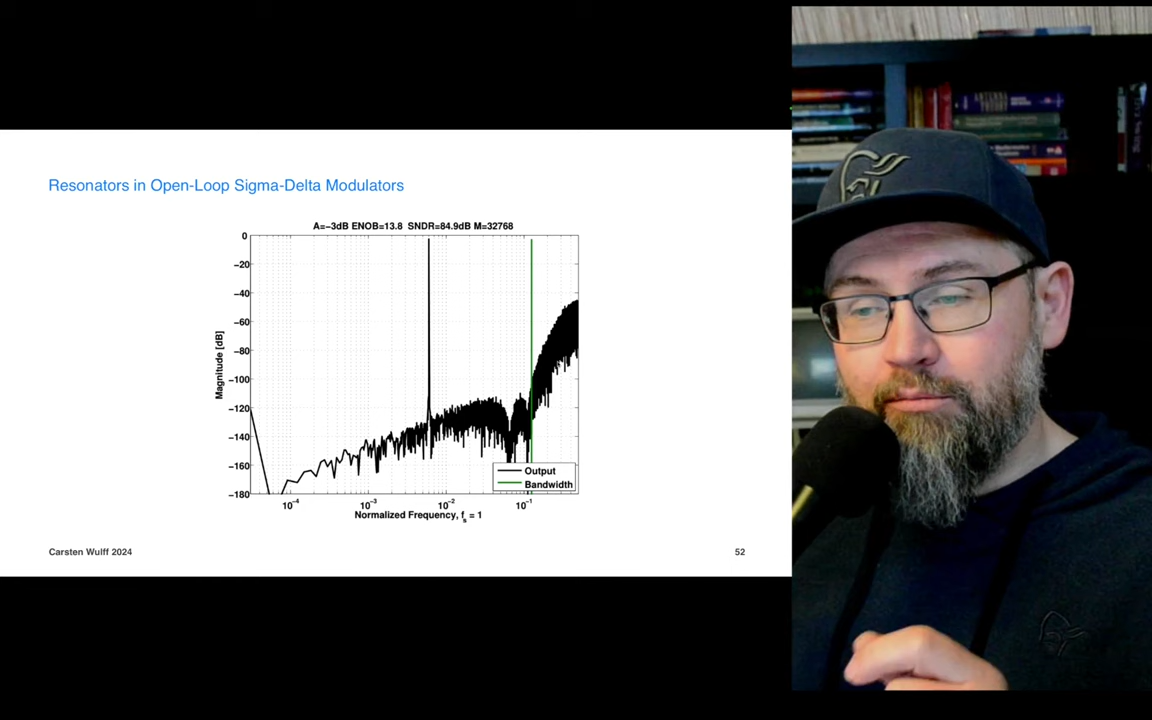 Resonators in Open-Loop Sigma-Delta Modulators
A=−3dB ENOB=13.8 SNDR=84.9dB M=32768
0
−20
−40
−60
−80
−100
−120
−140
−160
−180
Magnitude [dB]
10⁻⁴
10⁻³
10⁻²
10⁻¹
Normalized Frequency, fₛ = 1
Output
Bandwidth
Carsten Wulff 2024
52
ANTENNA
THEORY